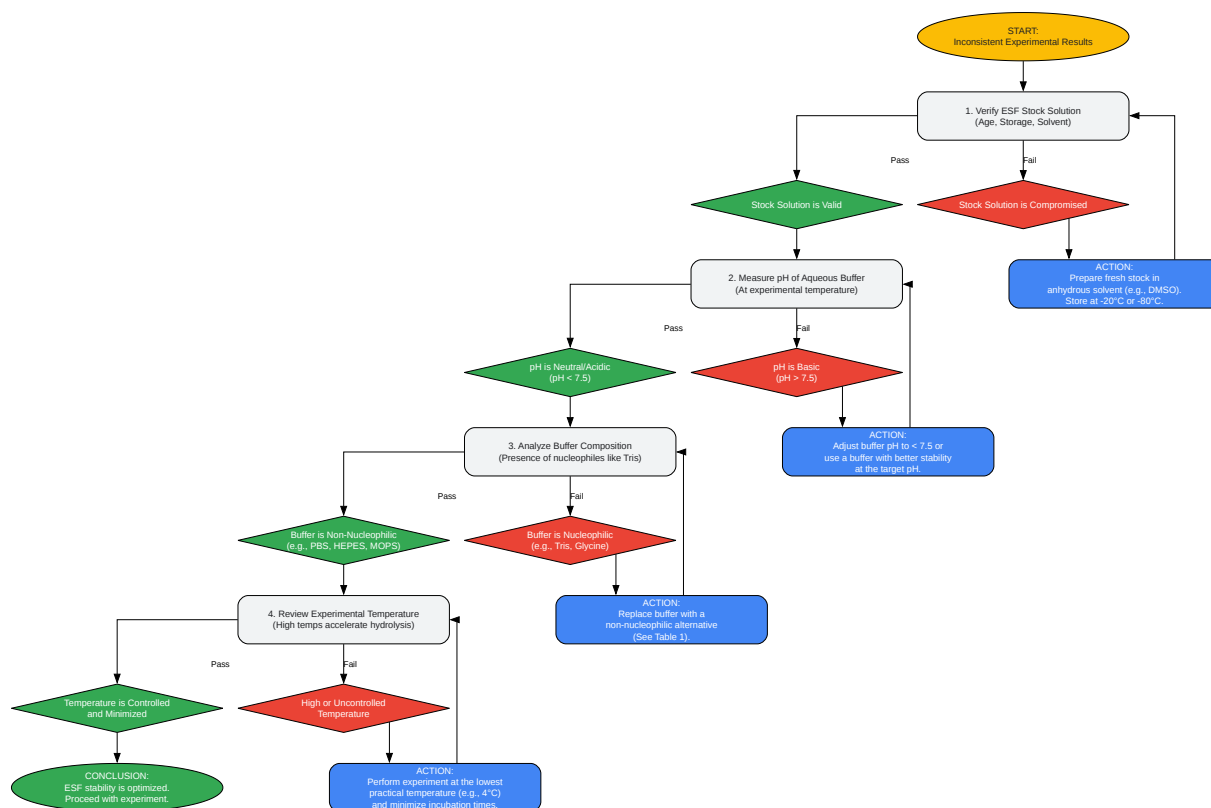 START:
Inconsistent Experimental Results
1. Verify ESF Stock Solution
(Age, Storage, Solvent)
Pass
Fail
Stock Solution is Valid
Stock Solution is Compromised
2. Measure pH of Aqueous Buffer
(At experimental temperature)
ACTION:
Prepare fresh stock in
anhydrous solvent (e.g., DMSO).
Store at -20°C or -80°C.
Pass
Fail
pH is Neutral/Acidic
(pH < 7.5)
pH is Basic
(pH > 7.5)
3. Analyze Buffer Composition
(Presence of nucleophiles like Tris)
ACTION:
Adjust buffer pH to < 7.5 or
use a buffer with better stability
at the target pH.
Pass
Fail
Buffer is Non-Nucleophilic
(e.g., PBS, HEPES, MOPS)
Buffer is Nucleophilic
(e.g., Tris, Glycine)
4. Review Experimental Temperature
(High temps accelerate hydrolysis)
ACTION:
Replace buffer with a
non-nucleophilic alternative
(See Table 1).
Pass
Fail
Temperature is Controlled
and Minimized
High or Uncontrolled
Temperature
CONCLUSION:
ESF stability is optimized.
Proceed with experiment.
ACTION:
Perform experiment at the lowest
practical temperature (e.g., 4°C)
and minimize incubation times.